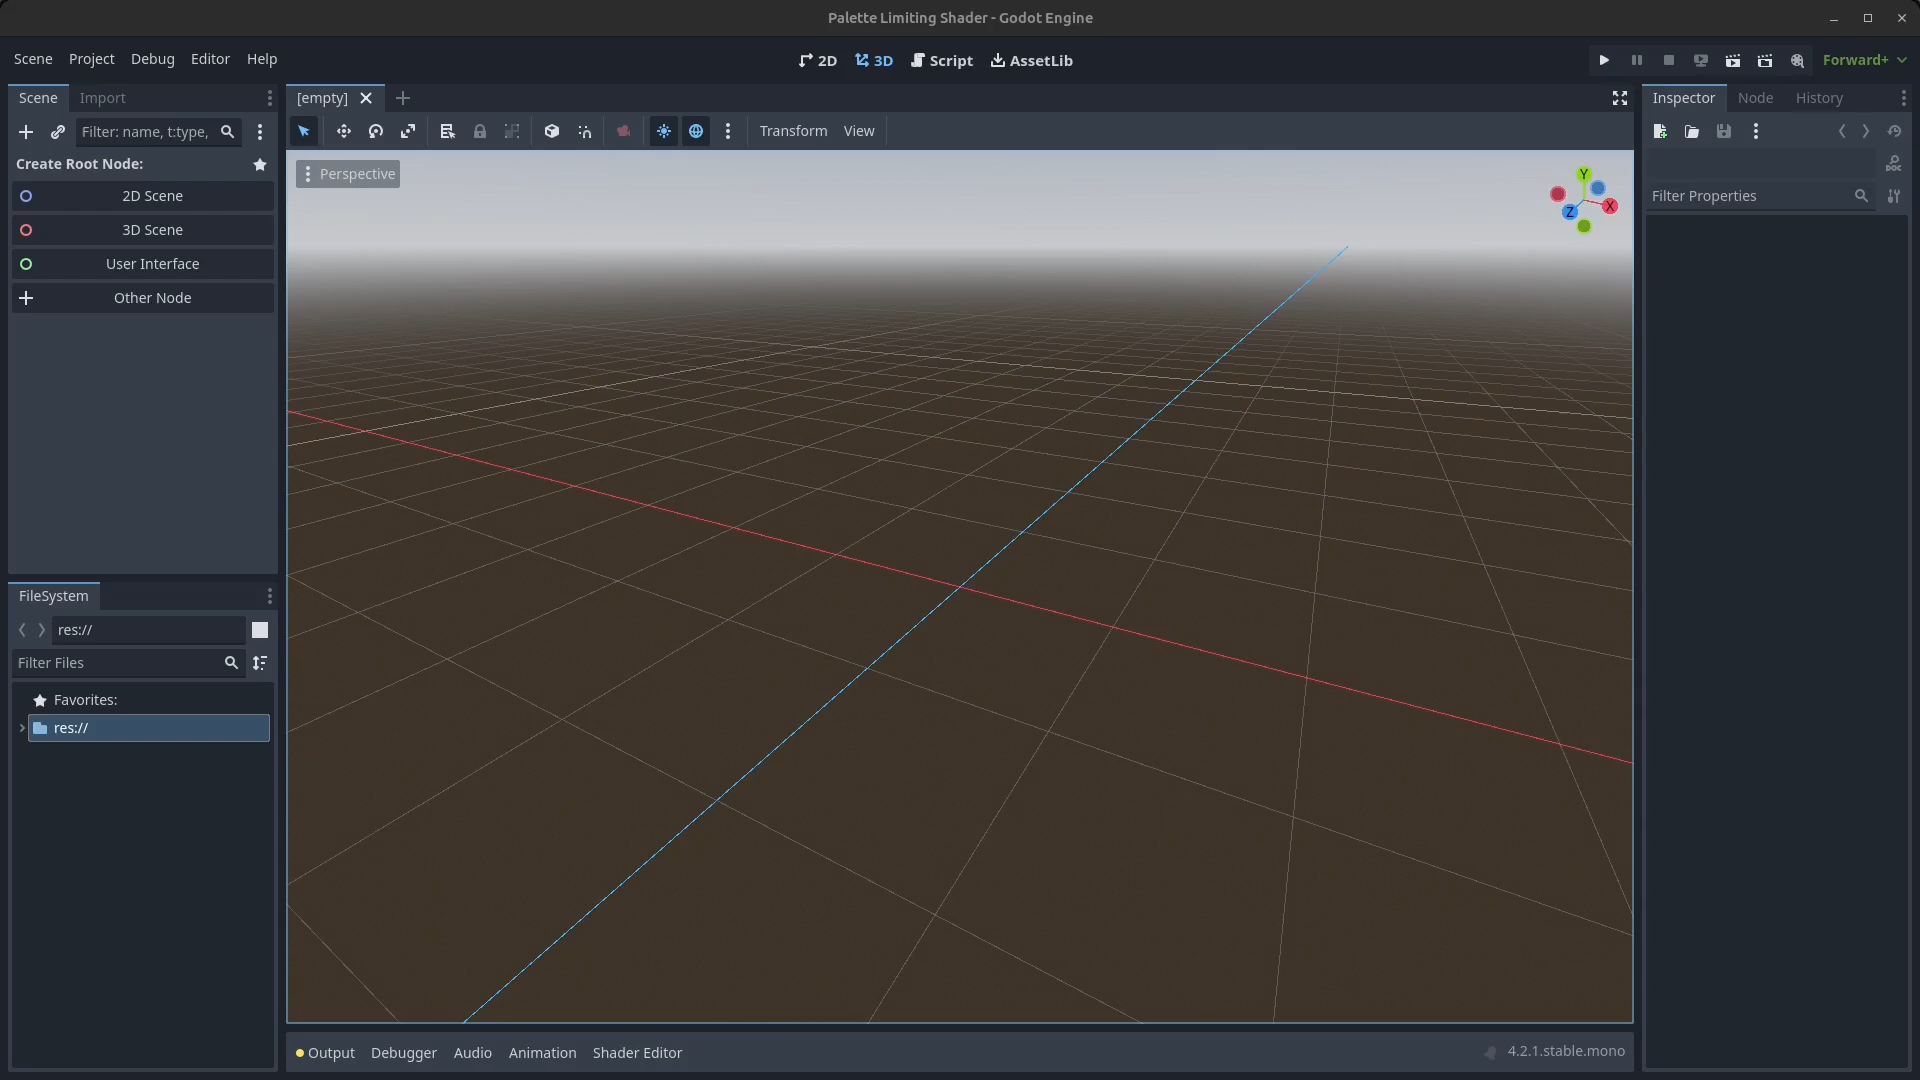 Palette Limiting Shader - Godot Engine
Scene Project Debug Editor Help
2D 3D Script AssetLib
Forward+
Scene Import
[empty]
Inspector Node History
Filter: name, t:type,
Transform View
Create Root Node:
2D Scene
3D Scene
User Interface
Other Node
Perspective
Y
Z
X
DOC
Filter Properties
FileSystem
res://
Filter Files
Favorites:
res://
Output Debugger Audio Animation Shader Editor
4.2.1.stable.mono